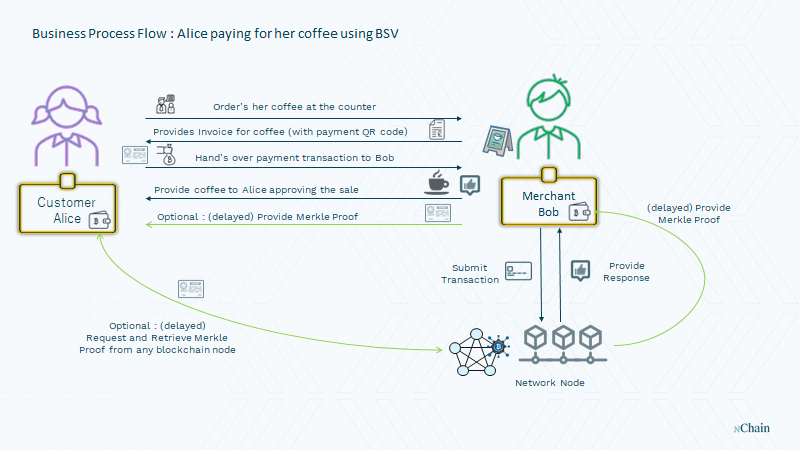 Business Process Flow : Alice paying for her coffee using BSV
Order's her coffee at the counter
Provides Invoice for coffee (with payment QR code)
Hand's over payment transaction to Bob
Provide coffee to Alice approving the sale
Optional : (delayed) Provide Merkle Proof
Customer
Alice
Merchant
Bob
(delayed) Provide
Merkle Proof
Submit
Transaction
Provide
Response
Optional : (delayed)
Request and Retrieve Merkle
Proof from any blockchain node
Network Node
nChain